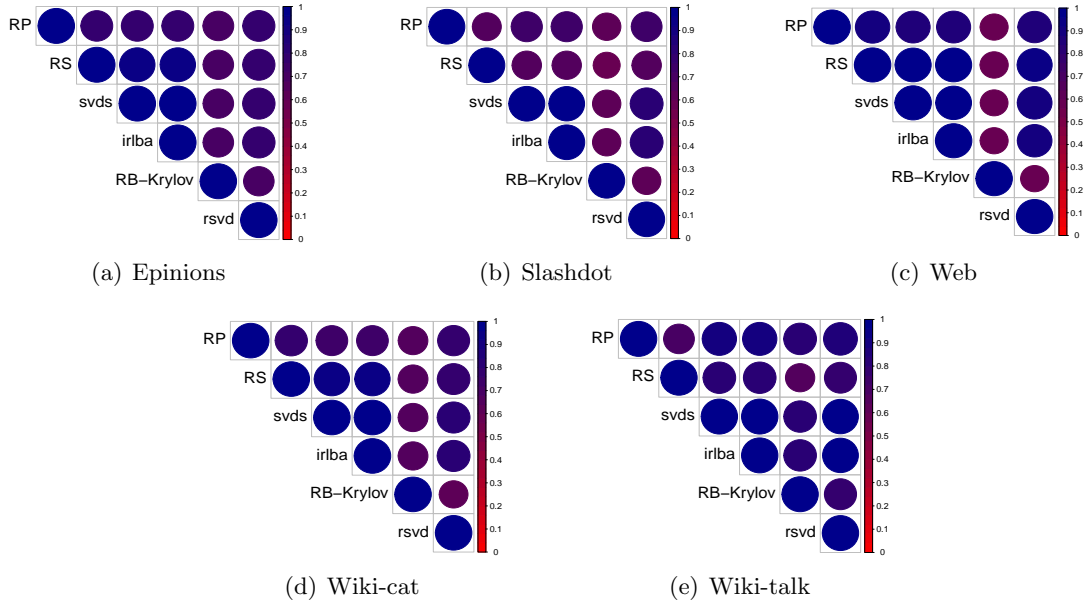 RP
RS
svds
irlba
RB−Krylov
rsvd
1
0.9
0.8
0.7
0.6
0.5
0.4
0.3
0.2
0.1
0
(a) Epinions
RP
RS
svds
irlba
RB−Krylov
rsvd
1
0.9
0.8
0.7
0.6
0.5
0.4
0.3
0.2
0.1
0
(b) Slashdot
RP
RS
svds
irlba
RB−Krylov
rsvd
1
0.9
0.8
0.7
0.6
0.5
0.4
0.3
0.2
0.1
0
(c) Web
RP
RS
svds
irlba
RB−Krylov
rsvd
1
0.9
0.8
0.7
0.6
0.5
0.4
0.3
0.2
0.1
0
(d) Wiki-cat
RP
RS
svds
irlba
RB−Krylov
rsvd
1
0.9
0.8
0.7
0.6
0.5
0.4
0.3
0.2
0.1
0
(e) Wiki-talk